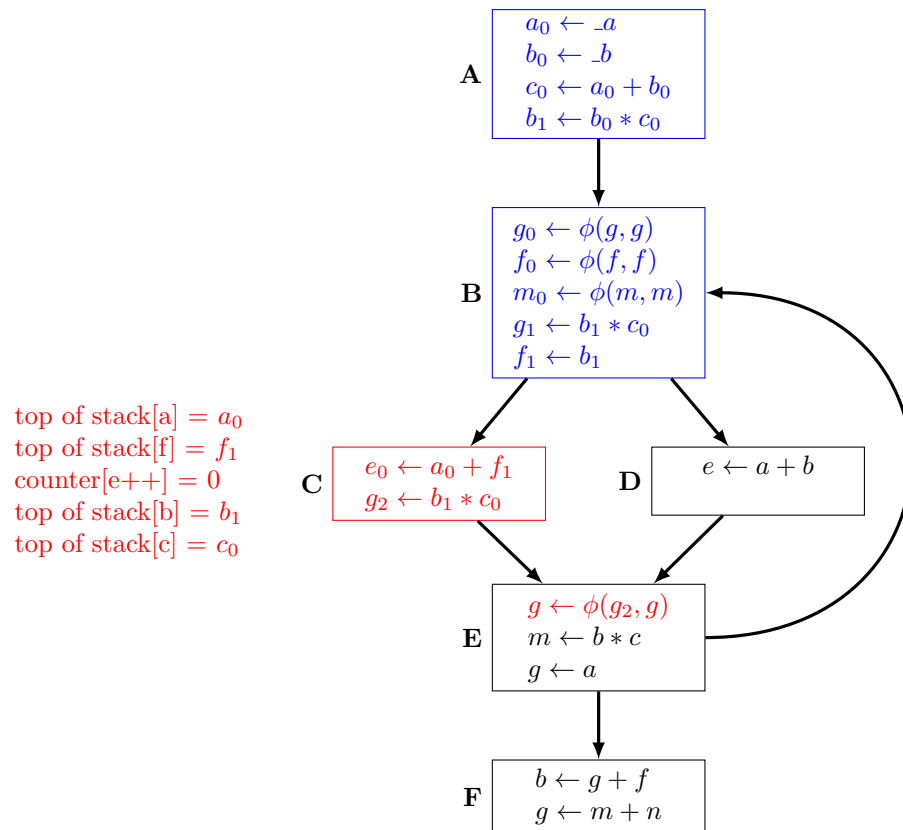 A
a₀ ← _a
b₀ ← _b
c₀ ← a₀ + b₀
b₁ ← b₀ ∗ c₀
B
g₀ ← ϕ(g, g)
f₀ ← ϕ(f, f)
m₀ ← ϕ(m, m)
g₁ ← b₁ ∗ c₀
f₁ ← b₁
top of stack[a] = a₀
top of stack[f] = f₁
counter[e++] = 0
top of stack[b] = b₁
top of stack[c] = c₀
C
e₀ ← a₀ + f₁
g₂ ← b₁ ∗ c₀
D
e ← a + b
E
g ← ϕ(g₂, g)
m ← b ∗ c
g ← a
F
b ← g + f
g ← m + n